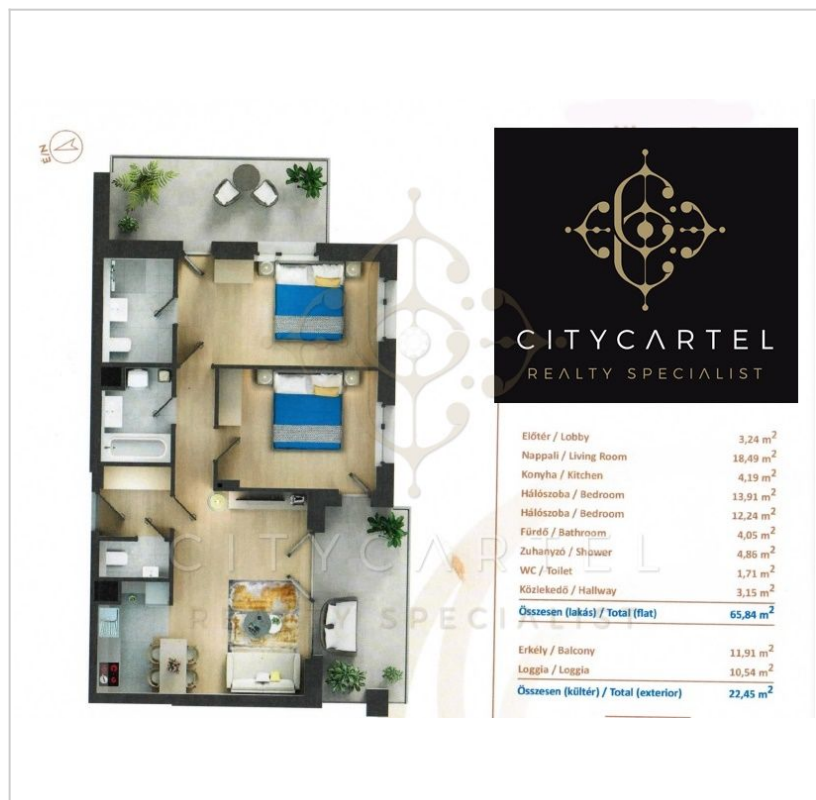 É/N
CITYCARTEL
REALTY SPECIALIST
Előtér / Lobby 3,24 m²
Nappali / Living Room 18,49 m²
Konyha / Kitchen 4,19 m²
Hálószoba / Bedroom 13,91 m²
Hálószoba / Bedroom 12,24 m²
Fürdő / Bathroom 4,05 m²
Zuhanyzó / Shower 4,86 m²
WC / Toilet 1,71 m²
Közlekedő / Hallway 3,15 m²
Összesen (lakás) / Total (flat) 65,84 m²
Erkély / Balcony 11,91 m²
Loggia / Loggia 10,54 m²
Összesen (kültér) / Total (exterior) 22,45 m²
CITYCARTEL
REALTY SPECIALIST